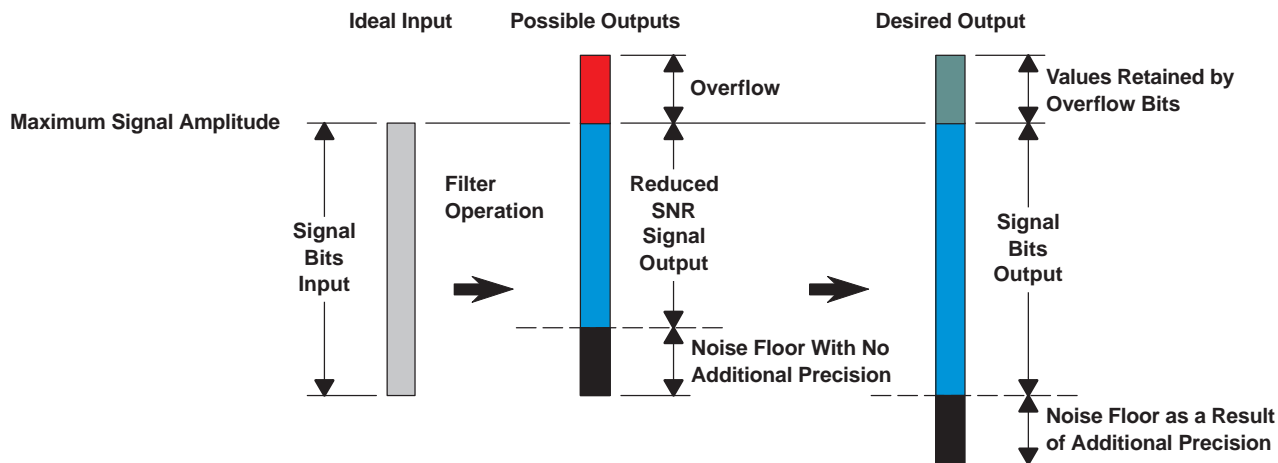 Ideal Input
Possible Outputs
Desired Output
Maximum Signal Amplitude
Overflow
Values Retained by
Overflow Bits
Signal
Bits
Input
Filter
Operation
Reduced
SNR
Signal
Output
Signal
Bits
Output
Noise Floor With No
Additional Precision
Noise Floor as a Result
of Additional Precision